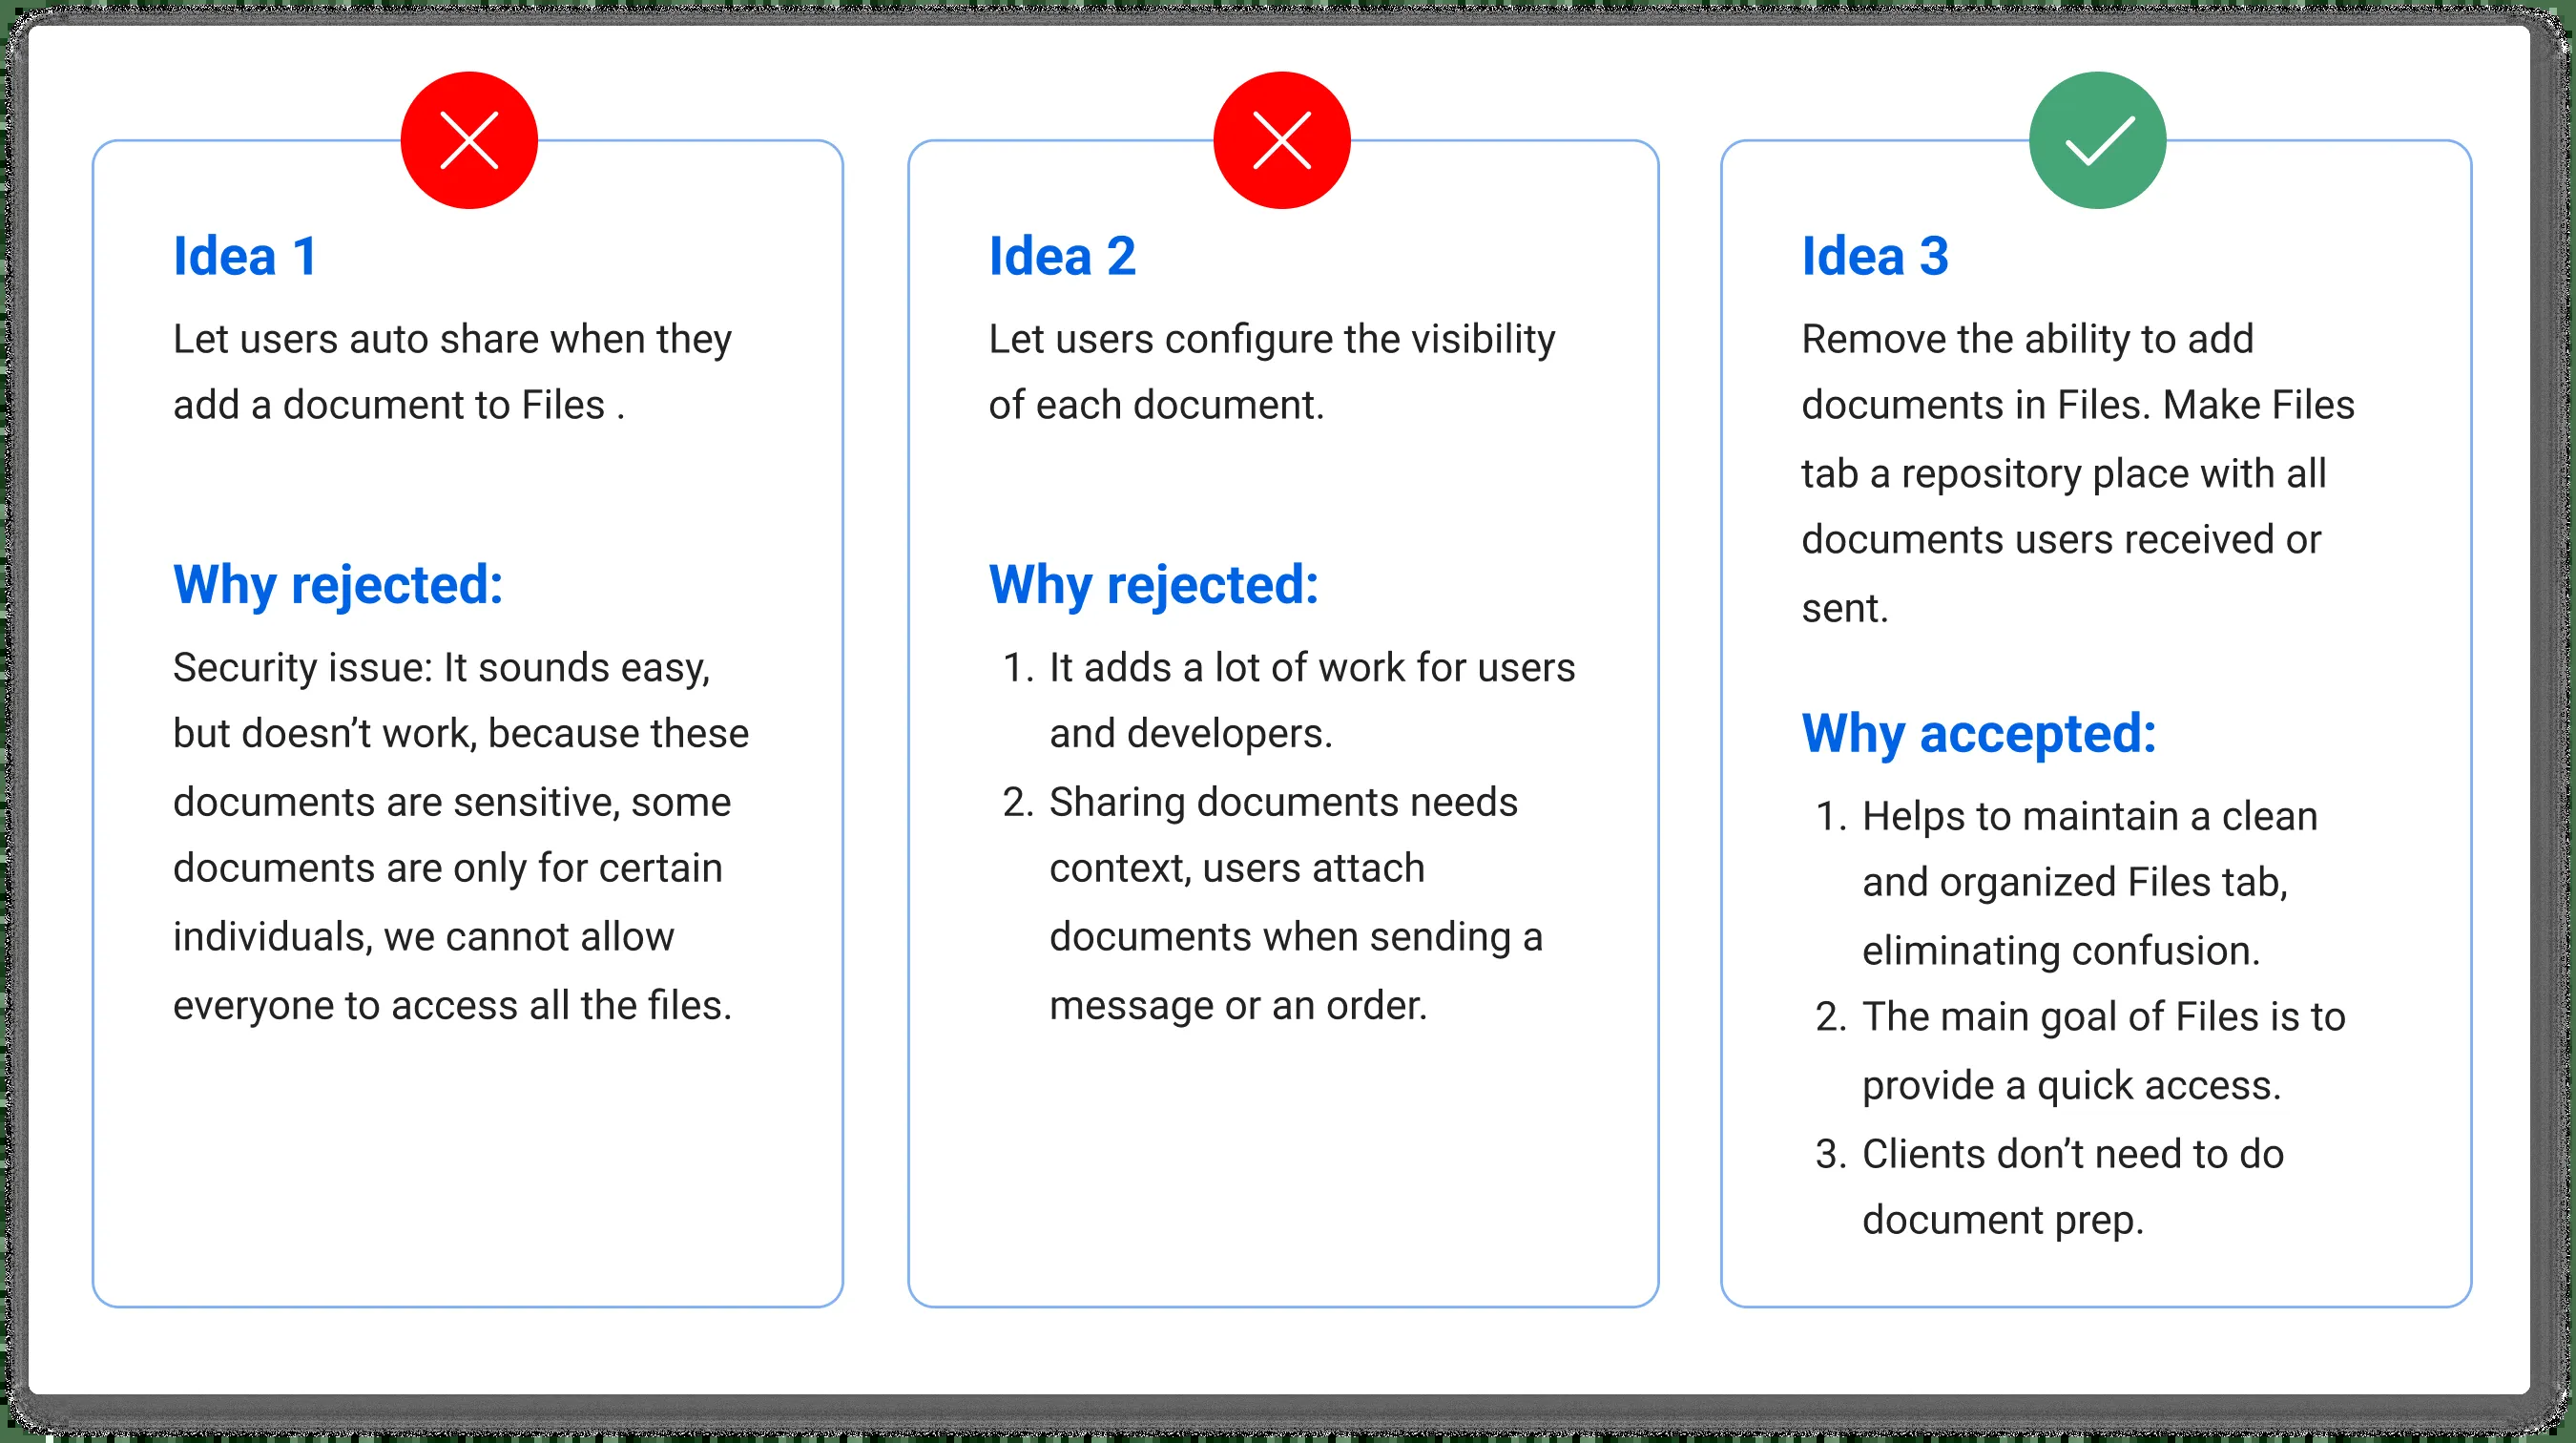 Idea 1
Let users auto share when they
add a document to Files .
Why rejected:
Security issue: It sounds easy,
but doesn’t work, because these
documents are sensitive, some
documents are only for certain
individuals, we cannot allow
everyone to access all the files.
Idea 2
Let users configure the visibility
of each document.
Why rejected:
1. It adds a lot of work for users
and developers.
2. Sharing documents needs
context, users attach
documents when sending a
message or an order.
Idea 3
Remove the ability to add
documents in Files. Make Files
tab a repository place with all
documents users received or
sent.
Why accepted:
1. Helps to maintain a clean
and organized Files tab,
eliminating confusion.
2. The main goal of Files is to
provide a quick access.
3. Clients don’t need to do
document prep.